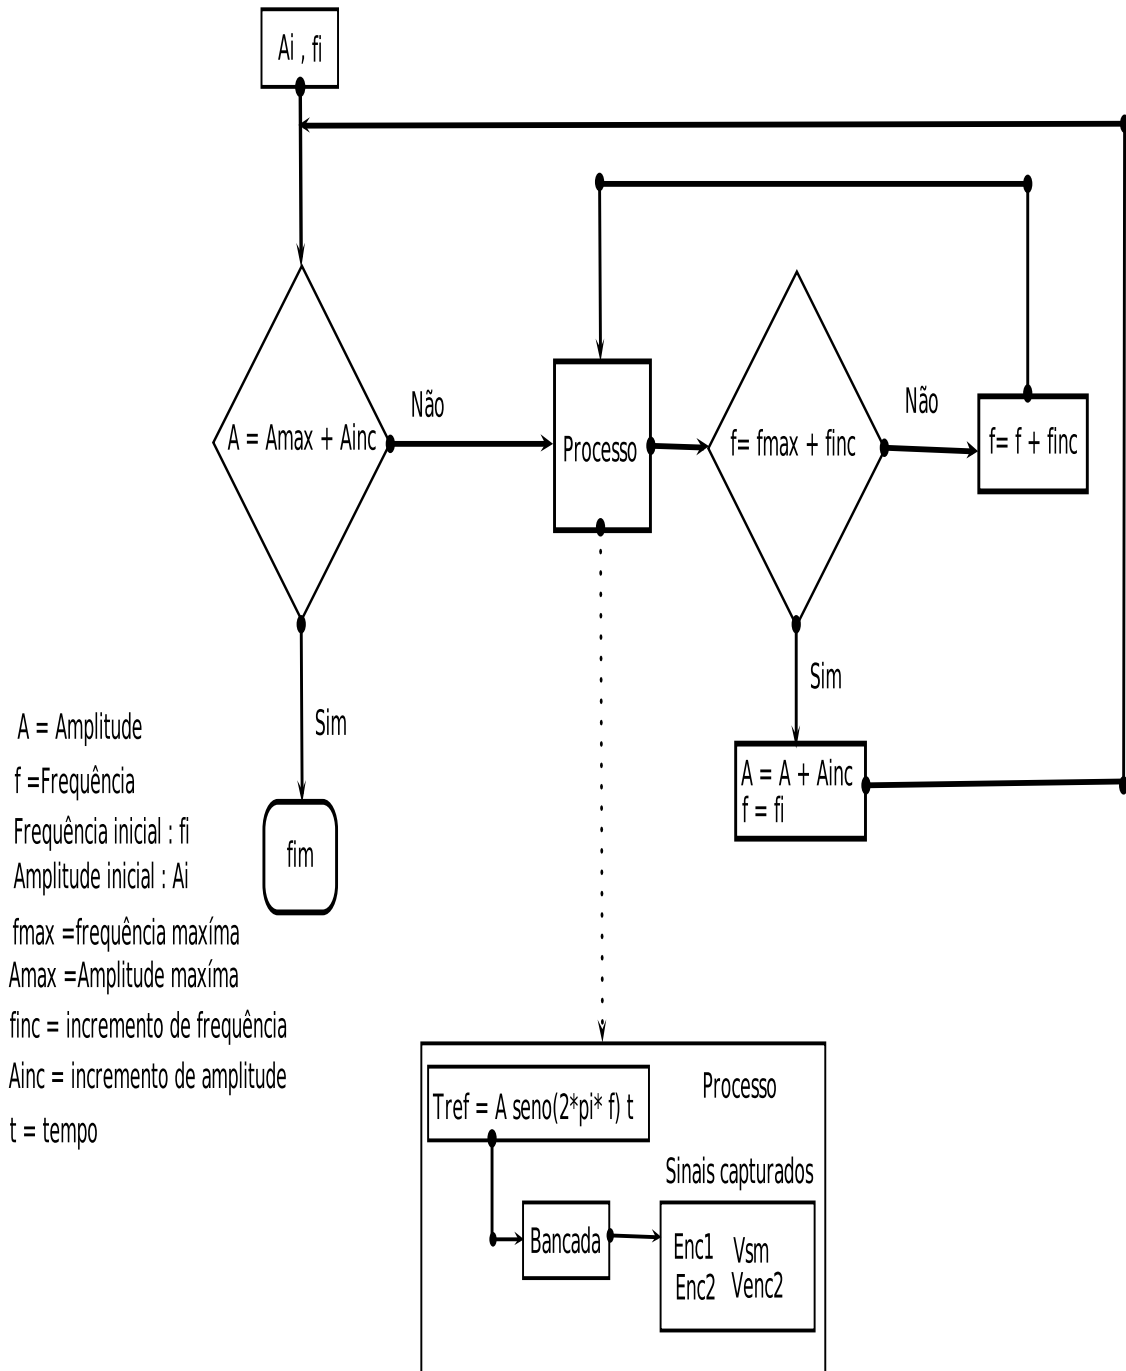 Ai , fi
Não
Não
A = Amax + Ainc
Processo
f= fmax + finc
f= f + finc
Sim
Sim
A = A + Ainc
f = fi
fim
A = Amplitude
f =Frequência
Frequência inicial : fi
Amplitude inicial : Ai
fmax =frequência maxíma
Amax =Amplitude maxíma
finc = incremento de frequência
Ainc = incremento de amplitude
t = tempo
Processo
Tref = A seno(2*pi* f) t
Sinais capturados
Bancada
Enc1 Vsm
Enc2 Venc2